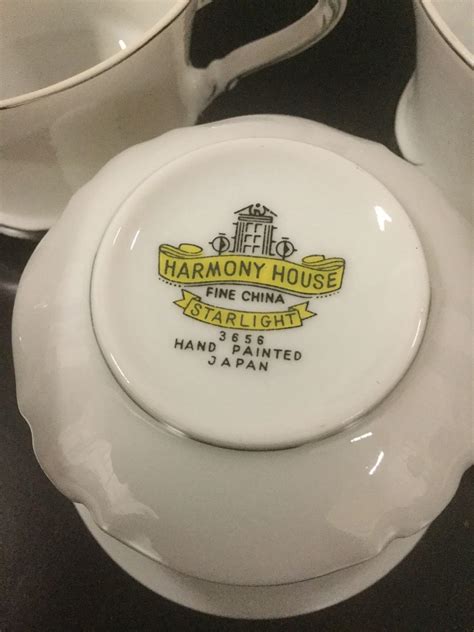 HARMONY HOUSE
FINE CHINA
STARLIGHT
3656
HAND PAINTED
JAPAN